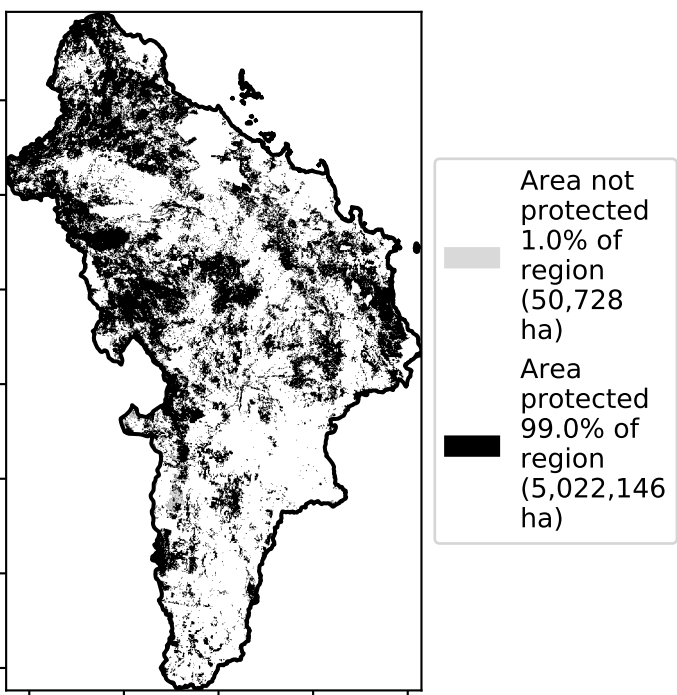 Area not
protected
1.0% of
region
(50,728
ha)
Area
protected
99.0% of
region
(5,022,146
ha)